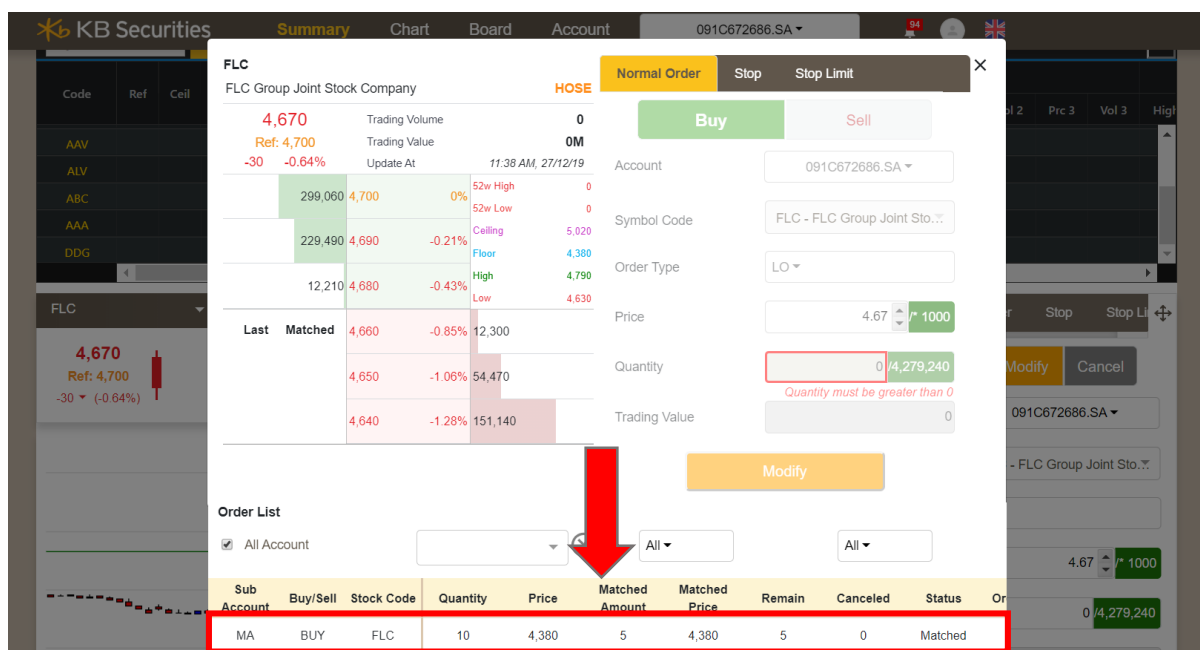 KB Securities Summary Chart Board Account 091C672686.SA 94
Code Ref Ceil
AAV
ALV
ABC
AAA
DDG
FLC
4,670
Ref: 4,700
-30 (-0.64%)
FLC
FLC Group Joint Stock Company HOSE
4,670 Trading Volume 0
Ref: 4,700 Trading Value 0M
-30 -0.64% Update At 11:38 AM, 27/12/19
299,060 4,700 0% 52w High 0
52w Low 0
229,490 4,690 -0.21% Ceiling 5,020
Floor 4,380
12,210 4,680 -0.43% High 4,790
Low 4,630
Last Matched 4,660 -0.85% 12,300
4,650 -1.06% 54,470
4,640 -1.28% 151,140
Normal Order Stop Stop Limit
Buy Sell
Account 091C672686.SA
Symbol Code FLC - FLC Group Joint Sto...
Order Type LO
Price 4.67 /* 1000
Quantity 0 /4,279,240
Quantity must be greater than 0
Trading Value 0
Modify
Prc 3 Vol 3
Stop Stop Li
Modify Cancel
091C672686.SA
- FLC Group Joint Sto...
4.67 /* 1000
0 /4,279,240
Order List
All Account All All
Sub Account Buy/Sell Stock Code Quantity Price Matched Amount Matched Price Remain Canceled Status
MA BUY FLC 10 4,380 5 4,380 5 0 Matched